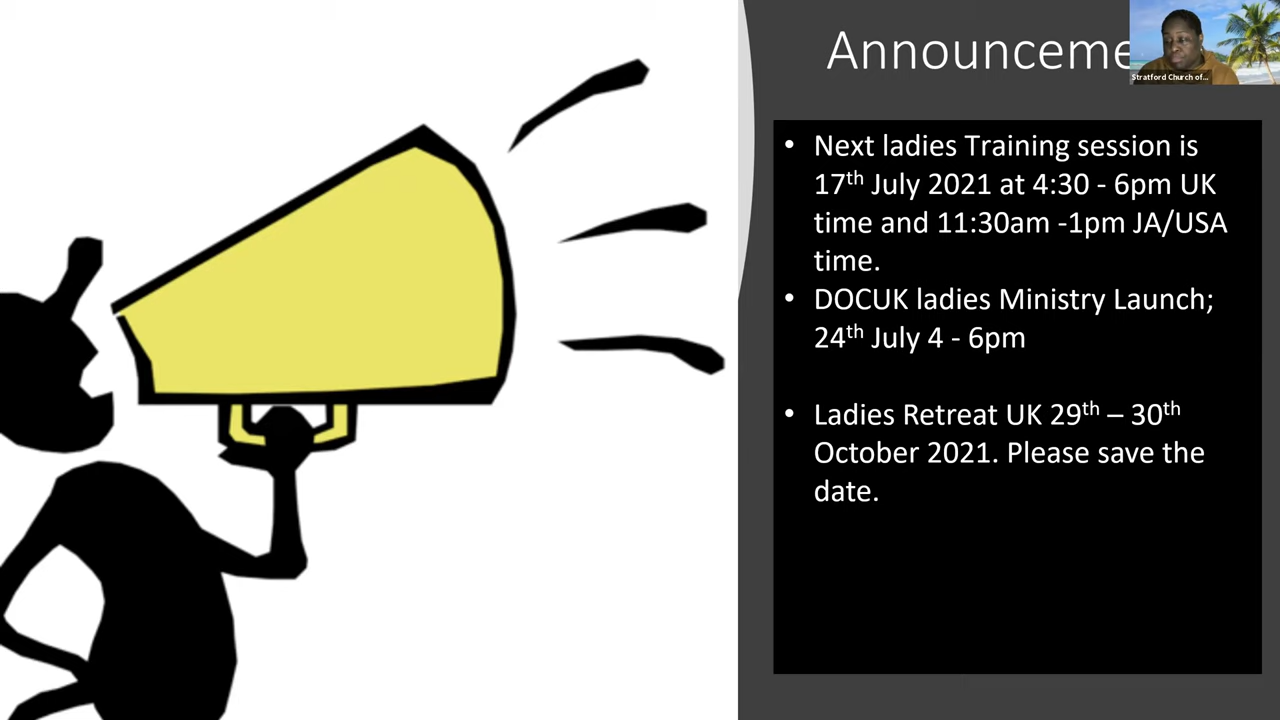 Announceme
Stratford Church of...
• Next ladies Training session is
17th July 2021 at 4:30 - 6pm UK
time and 11:30am -1pm JA/USA
time.
• DOCUK ladies Ministry Launch;
24th July 4 - 6pm
• Ladies Retreat UK 29th – 30th
October 2021. Please save the
date.